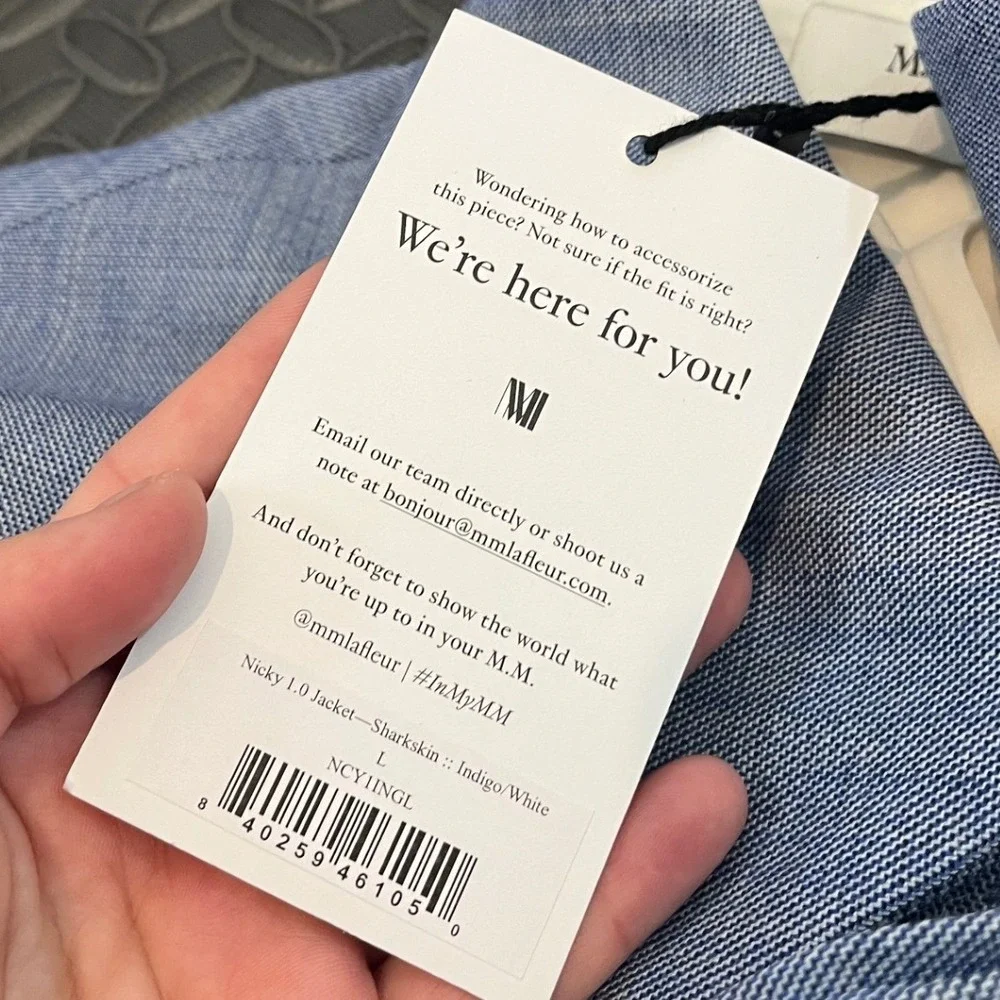 Wondering how to accessorize
this piece? Not sure if the fit is right?
We're here for you!
Email our team directly or shoot us a
note at bonjour@mmlafleur.com.
And don't forget to show the world what
you're up to in your M.M.
@mmlafleur | #InMyMM
Nicky 1.0 Jacket—Sharkskin :: Indigo/White
L
NCY1INGL
8 40259 46105 0
M.